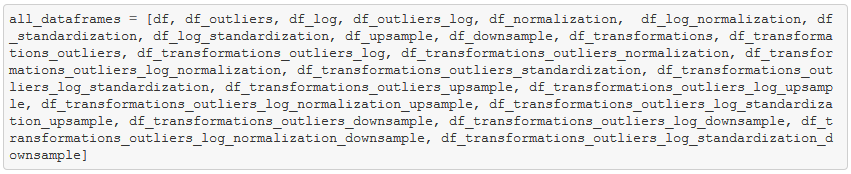 all_dataframes = [df, df_outliers, df_log, df_outliers_log, df_normalization,  df_log_normalization, df
_standardization, df_log_standardization, df_upsample, df_downsample, df_transformations, df_transforma
tions_outliers, df_transformations_outliers_log, df_transformations_outliers_normalization, df_transfor
mations_outliers_log_normalization, df_transformations_outliers_standardization, df_transformations_out
liers_log_standardization, df_transformations_outliers_upsample, df_transformations_outliers_log_upsamp
le, df_transformations_outliers_log_normalization_upsample, df_transformations_outliers_log_standardiza
tion_upsample, df_transformations_outliers_downsample, df_transformations_outliers_log_downsample, df_t
ransformations_outliers_log_normalization_downsample, df_transformations_outliers_log_standardization_d
ownsample]